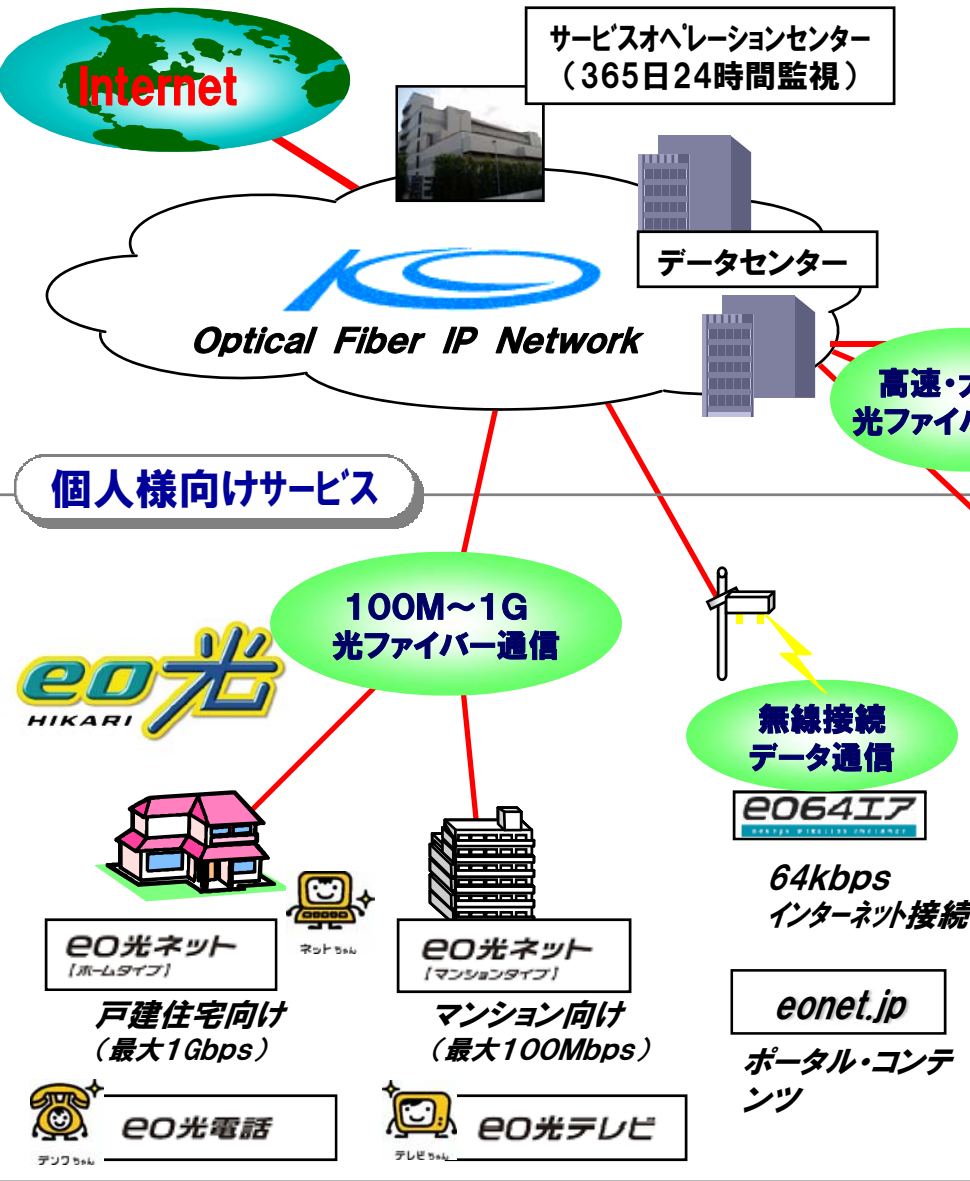 Internet
サービスオペレーションセンター
（365日24時間監視）
データセンター
Optical Fiber IP Network
高速・
光ファイ
個人様向けサービス
100M～1G
光ファイバー通信
eo光
HIKARI
無線接続
データ通信
eo64エア
64kbps
インターネット接続
ネットちゃん
eo光ネット
【ホームタイプ】
eo光ネット
【マンションタイプ】
戸建住宅向け
（最大1Gbps）
マンション向け
（最大100Mbps）
eonet.jp
ポータル・コンテ
ンツ
デンワちゃん
eo光電話
テレビちゃん
eo光テレビ